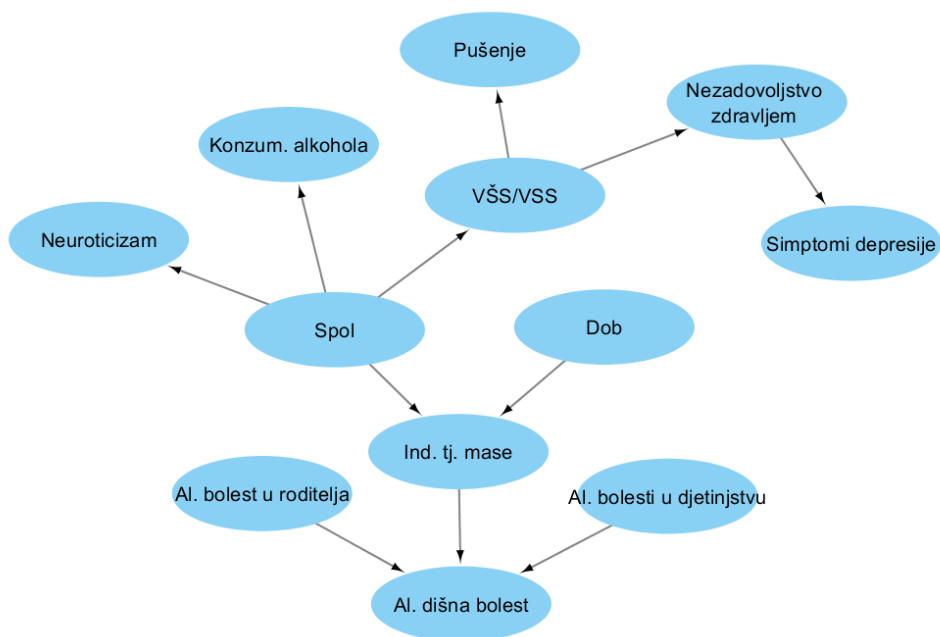 Pušenje
Nezadovoljstvo
zdravljem
Konzum. alkohola
VŠS/VSS
Neuroticizam
Simptomi depresije
Spol
Dob
Ind. tj. mase
Al. bolest u roditelja
Al. bolesti u djetinjstvu
Al. dišna bolest